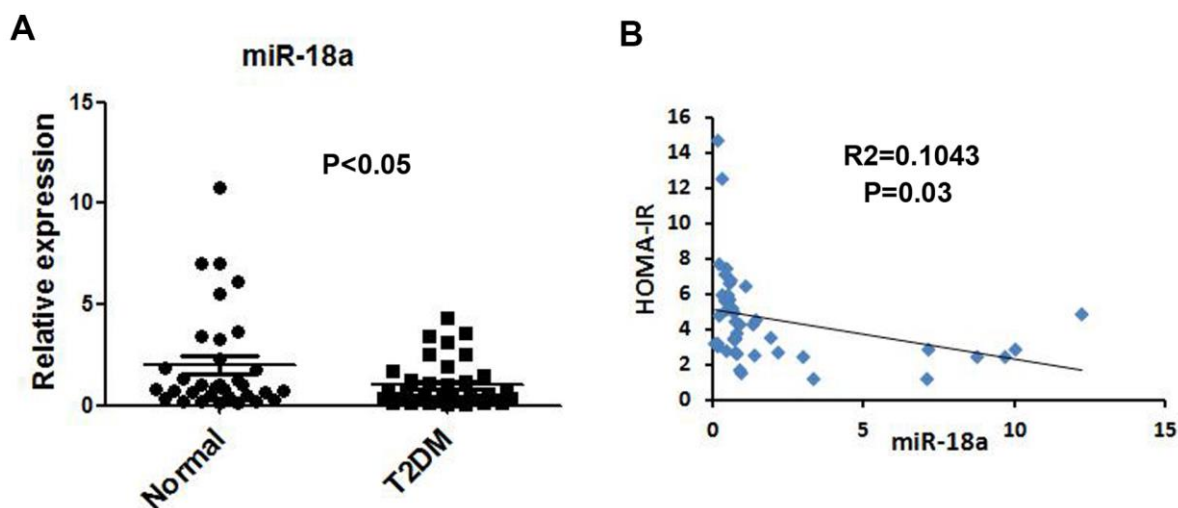 A
miR-18a
Relative expression
15
10
5
0
P<0.05
Normal
T2DM
B
HOMA-IR
16
14
12
10
8
6
4
2
0
R2=0.1043
P=0.03
0
5
10
15
miR-18a